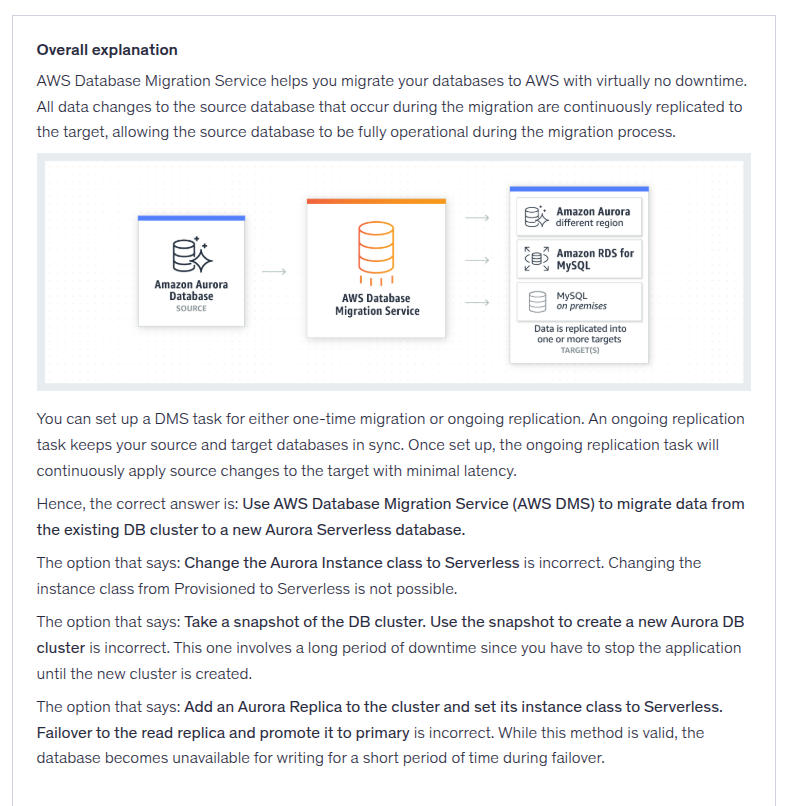 Overall explanation
AWS Database Migration Service helps you migrate your databases to AWS with virtually no downtime.
All data changes to the source database that occur during the migration are continuously replicated to
the target, allowing the source database to be fully operational during the migration process.
Amazon Aurora
Database
SOURCE
AWS Database
Migration Service
Amazon Aurora
different region
Amazon RDS for
MySQL
MySQL
on premises
Data is replicated into
one or more targets
TARGET(S)
You can set up a DMS task for either one-time migration or ongoing replication. An ongoing replication
task keeps your source and target databases in sync. Once set up, the ongoing replication task will
continuously apply source changes to the target with minimal latency.
Hence, the correct answer is: Use AWS Database Migration Service (AWS DMS) to migrate data from
the existing DB cluster to a new Aurora Serverless database.
The option that says: Change the Aurora Instance class to Serverless is incorrect. Changing the
instance class from Provisioned to Serverless is not possible.
The option that says: Take a snapshot of the DB cluster. Use the snapshot to create a new Aurora DB
cluster is incorrect. This one involves a long period of downtime since you have to stop the application
until the new cluster is created.
The option that says: Add an Aurora Replica to the cluster and set its instance class to Serverless.
Failover to the read replica and promote it to primary is incorrect. While this method is valid, the
database becomes unavailable for writing for a short period of time during failover.